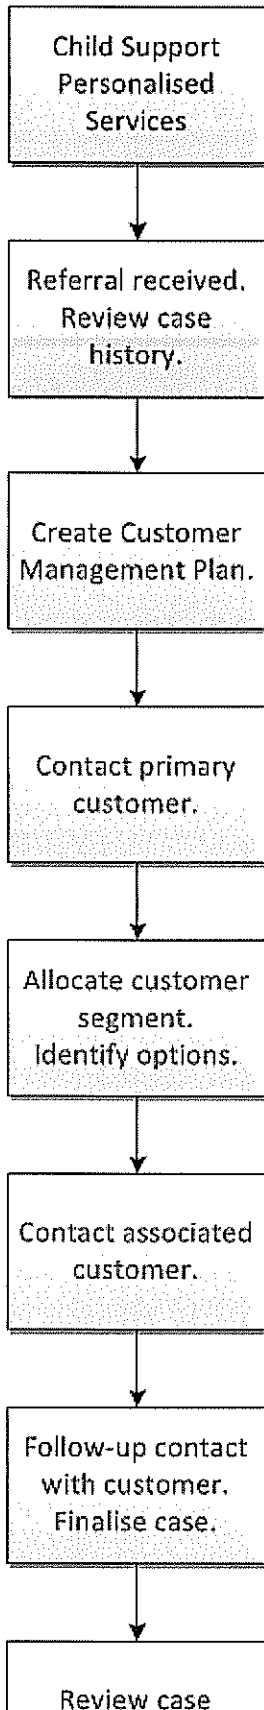 Child Support
Personalised
Services
Referral received.
Review case
history.
Create Customer
Management Plan.
Contact primary
customer.
Allocate customer
segment.
Identify options.
Contact associated
customer.
Follow-up contact
with customer.
Finalise case.
Review case